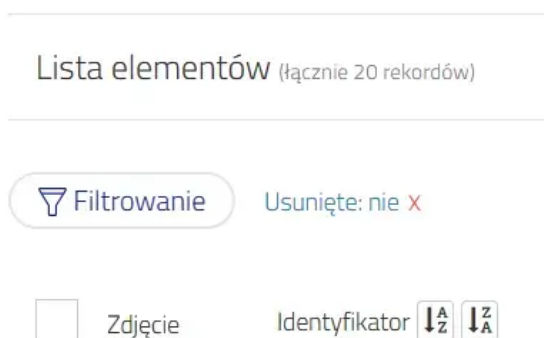 Lista elementów (łącznie 20 rekordów)
Filtrowanie Usunięte: nie x
Zdjęcie Identyfikator ↓A Z ↓Z A